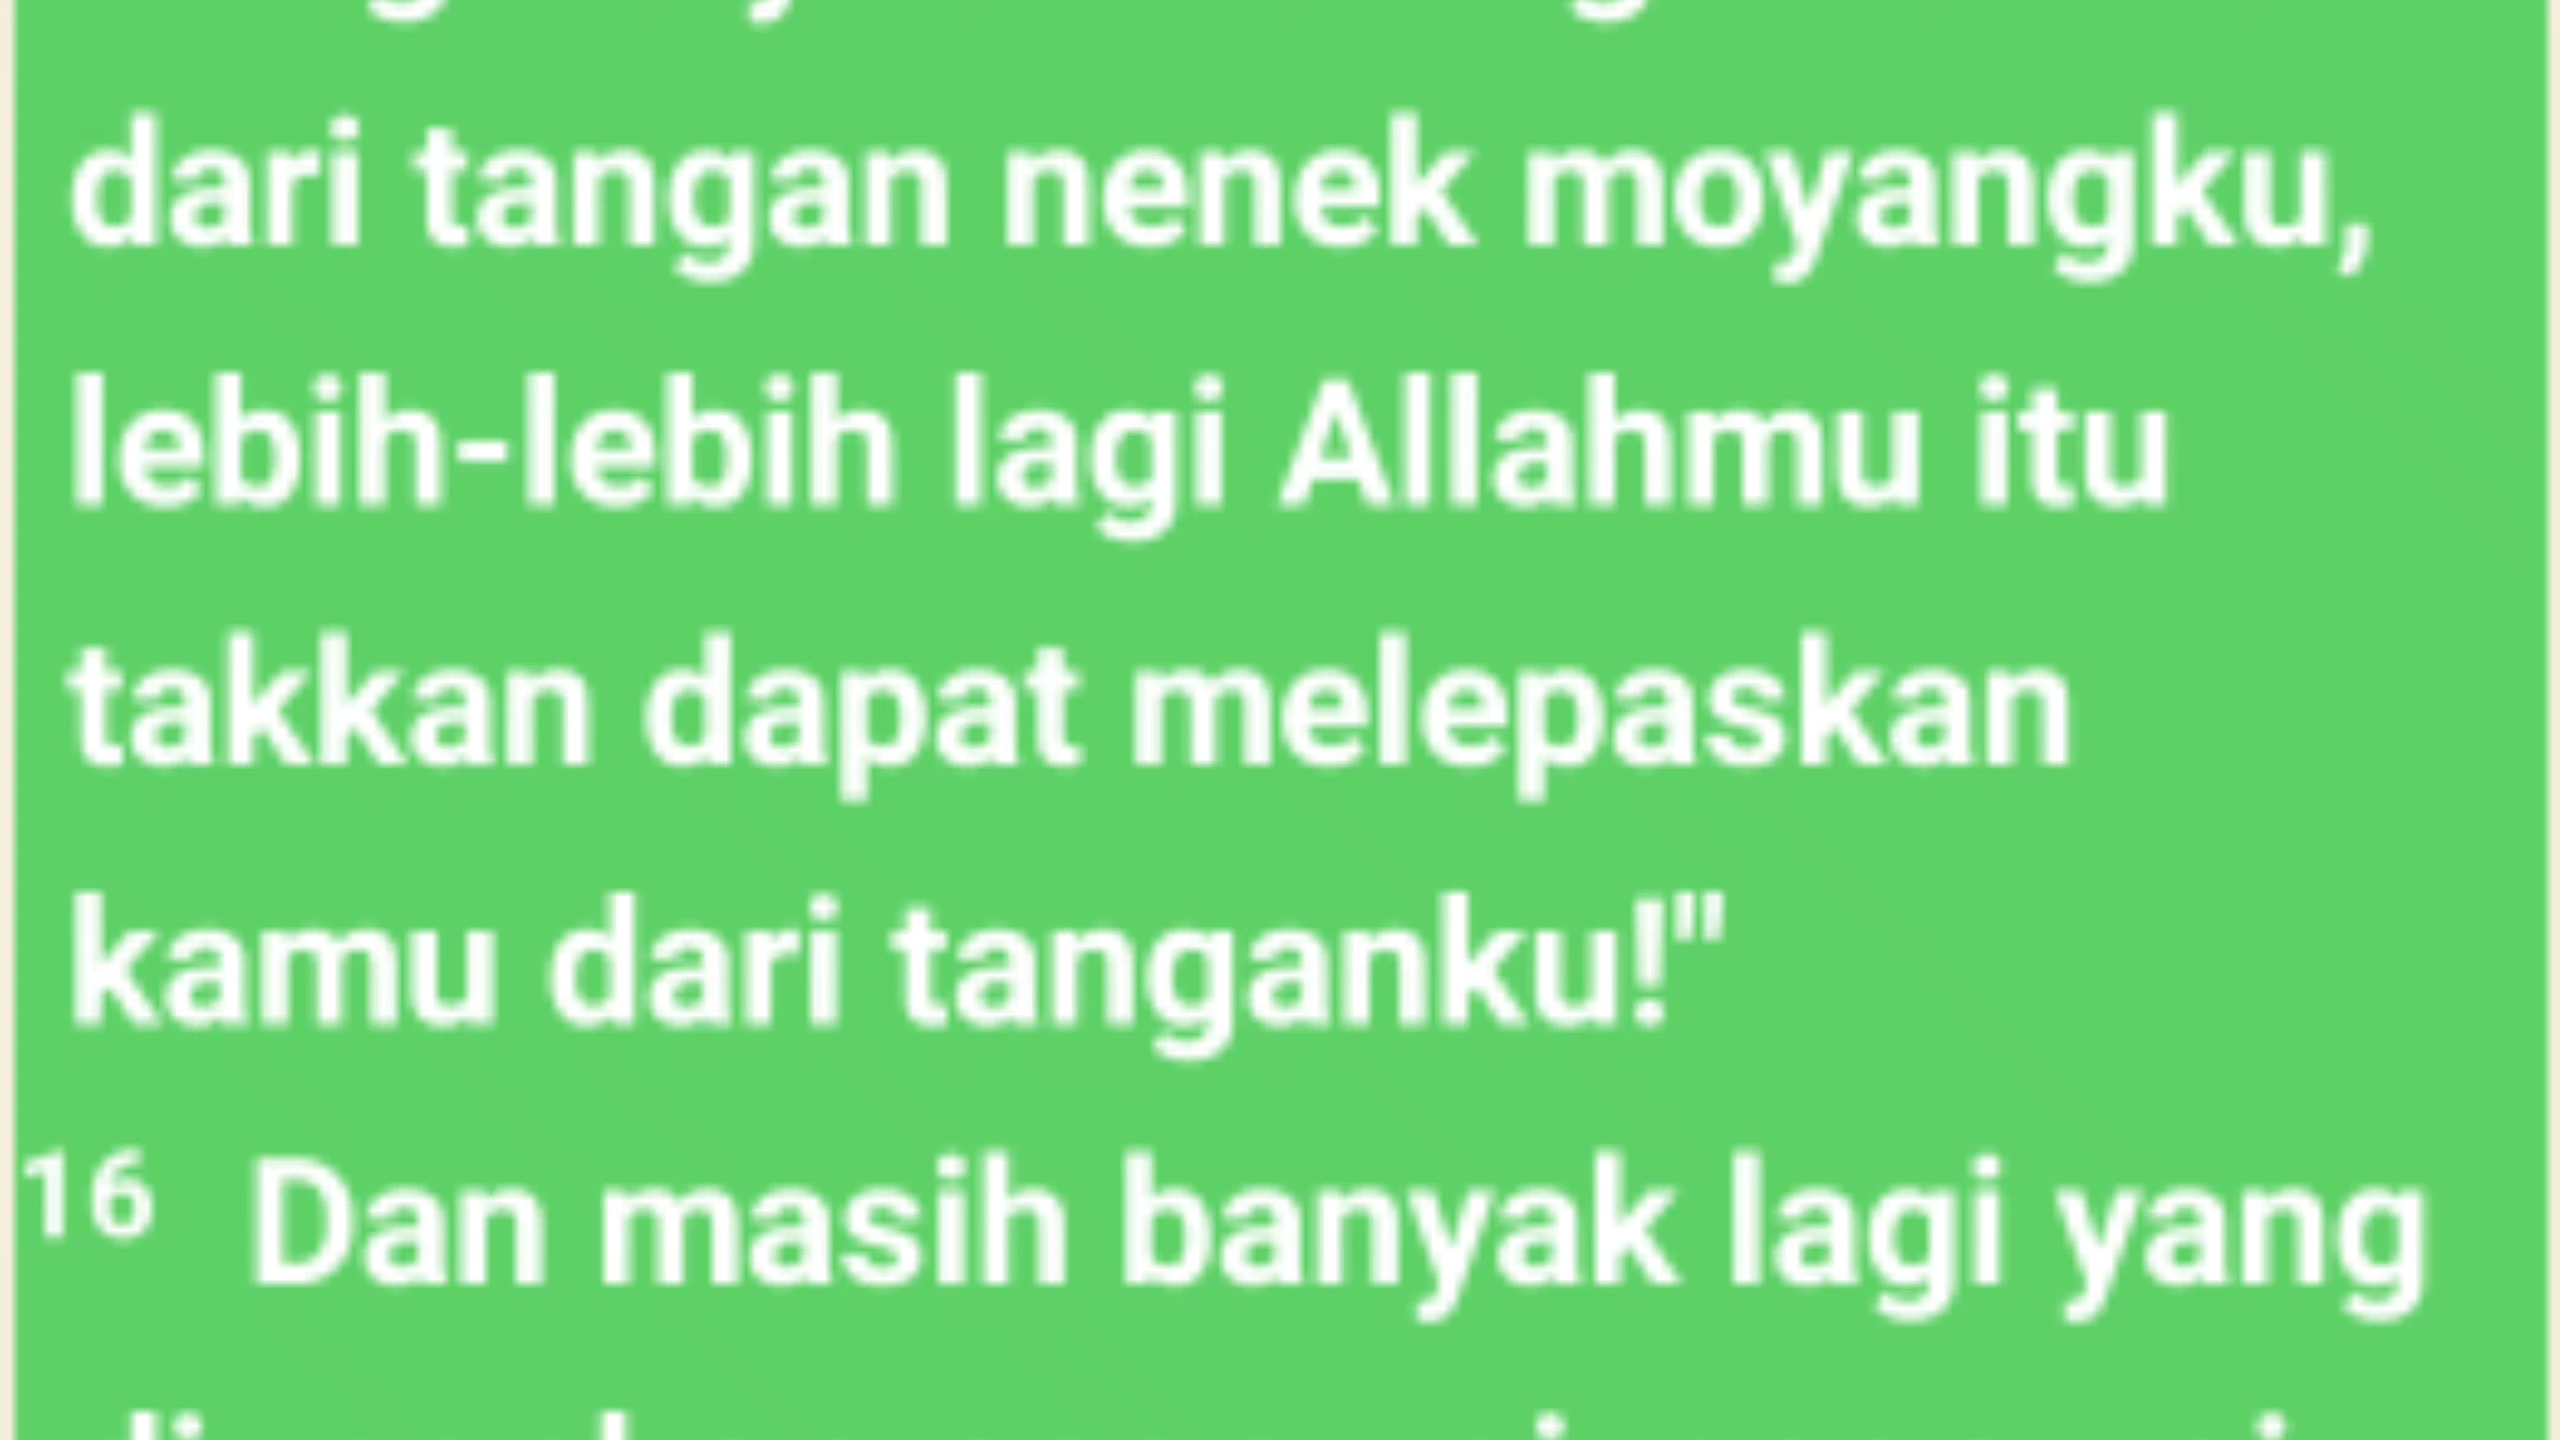 dari tangan nenek moyangku,
lebih-lebih lagi Allahmu itu
takkan dapat melepaskan
kamu dari tanganku!"
16 Dan masih banyak lagi yang